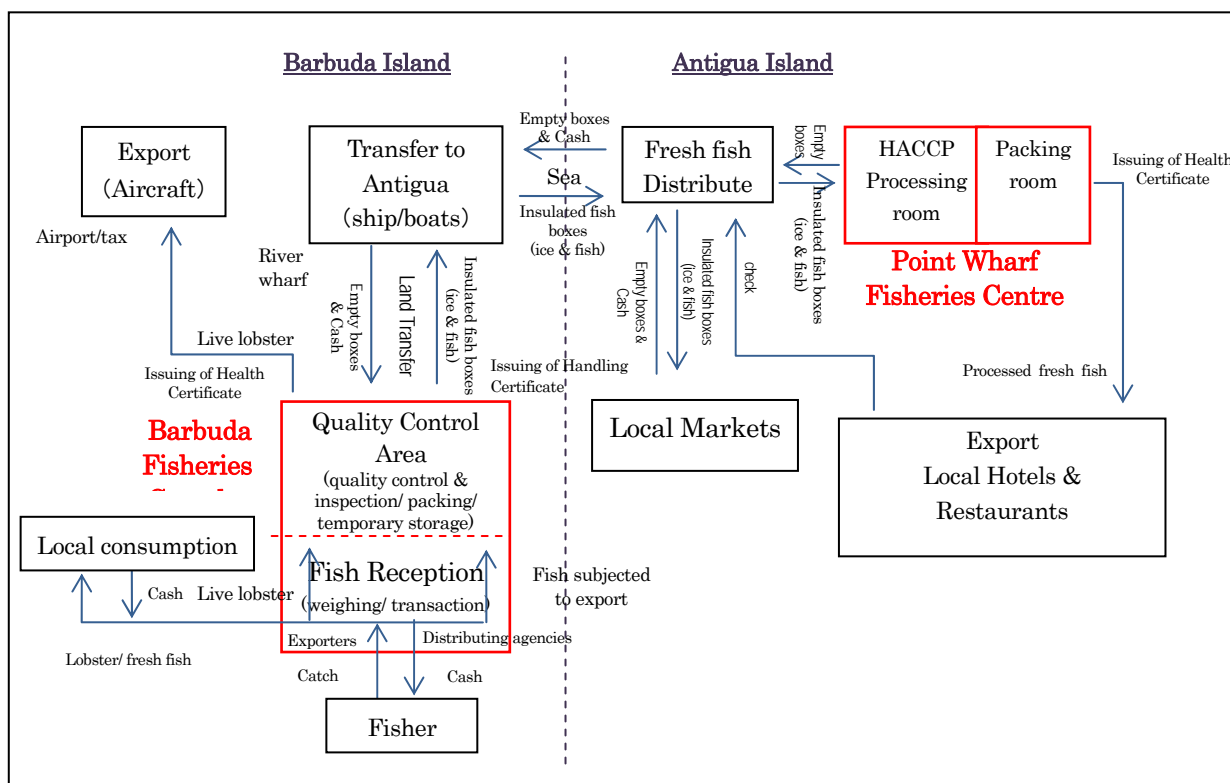 Barbuda Island
Antigua Island
Export
(Aircraft)
Transfer to
Antigua
(ship/boats)
Empty boxes
& Cash
Sea
Insulated fish
boxes
(ice & fish)
Fresh fish
Distribute
Empty
boxes
Insulated fish boxes
(ice & fish)
HACCP
Processing
room
Packing
room
Issuing of Health
Certificate
Point Wharf
Fisheries Centre
Airport/tax
River
wharf
Empty boxes
& Cash
Land Transfer
Insulated fish boxes
(ice & fish)
Empty boxes &
Cash
Insulated fish boxes
(ice & fish)
check
Live lobster
Issuing of Health
Certificate
Issuing of Handling
Certificate
Processed fresh fish
Barbuda
Fisheries
Quality Control
Area
(quality control &
inspection/ packing/
temporary storage)
Local Markets
Export
Local Hotels &
Restaurants
Local consumption
Cash
Live lobster
Fish Reception
(weighing/ transaction)
Fish subjected
to export
Exporters
Distributing agencies
Lobster/ fresh fish
Catch
Cash
Fisher